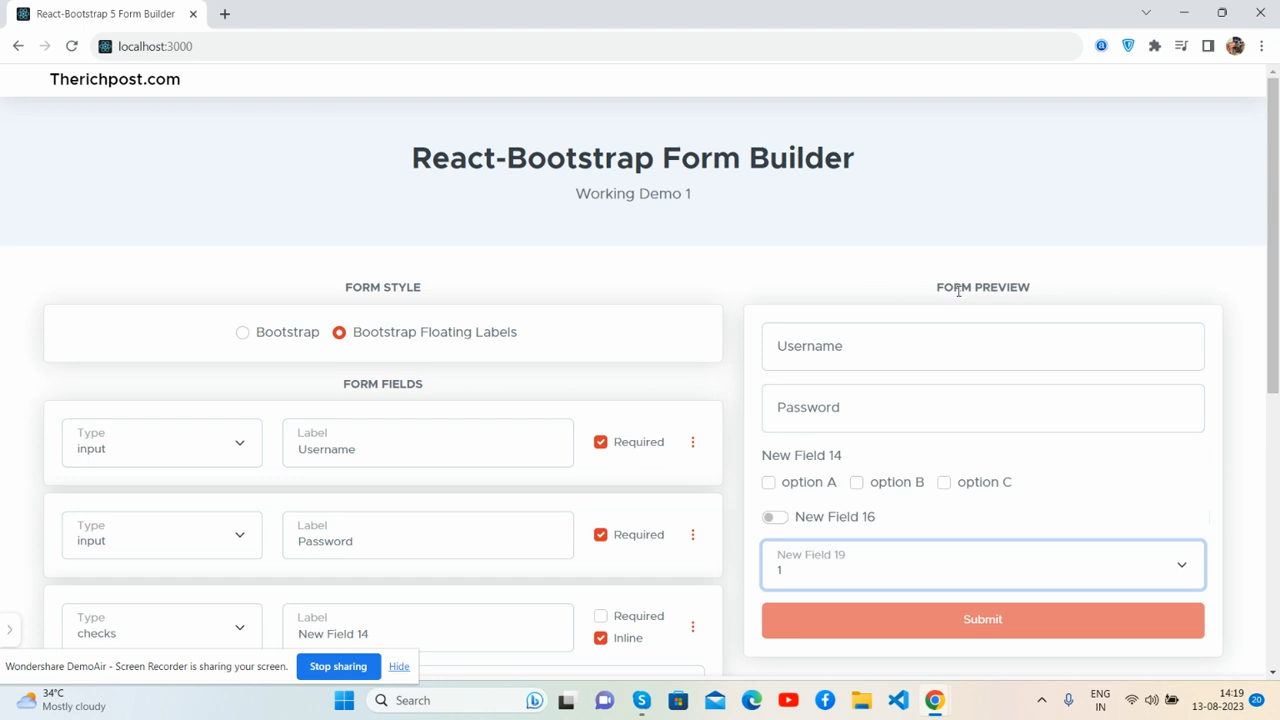 React-Bootstrap 5 Form Builder
localhost:3000
Therichpost.com
React-Bootstrap Form Builder
Working Demo 1
FORM STYLE
Bootstrap
Bootstrap Floating Labels
FORM FIELDS
Type
input
Label
Username
Required
Type
input
Label
Password
Required
Type
checks
Label
New Field 14
Required
Inline
FORM PREVIEW
Username
Password
New Field 14
option A
option B
option C
New Field 16
New Field 19
1
Submit
Wondershare DemoAir - Screen Recorder is sharing your screen.
Stop sharing
Hide
34°C
Mostly cloudy
Search
ENG
IN
14:19
13-08-2023
20